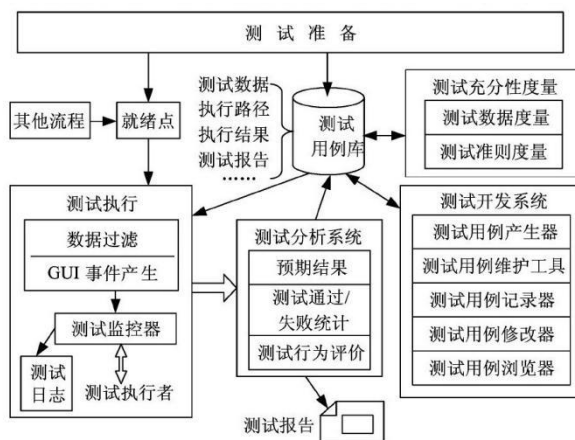 测试准备
测试数据
执行路径
执行结果
测试报告
……
其他流程
就绪点
测试
用例库
测试充分性度量
测试数据度量
测试准则度量
测试执行
数据过滤
GUI 事件产生
测试监控器
测试
日志
测试执行者
测试分析系统
预期结果
测试通过/
失败统计
测试行为评价
测试开发系统
测试用例产生器
测试用例维护工具
测试用例记录器
测试用例修改器
测试用例浏览器
测试报告